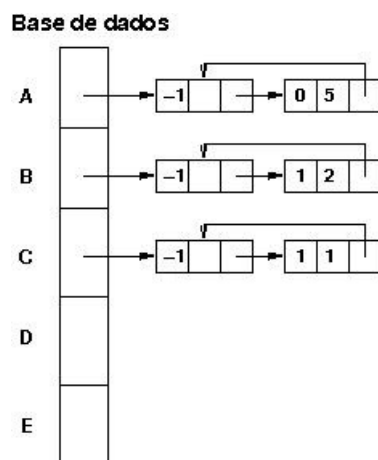 Base de dados
A –1 0 5
B –1 1 2
C –1 1 1
D
E